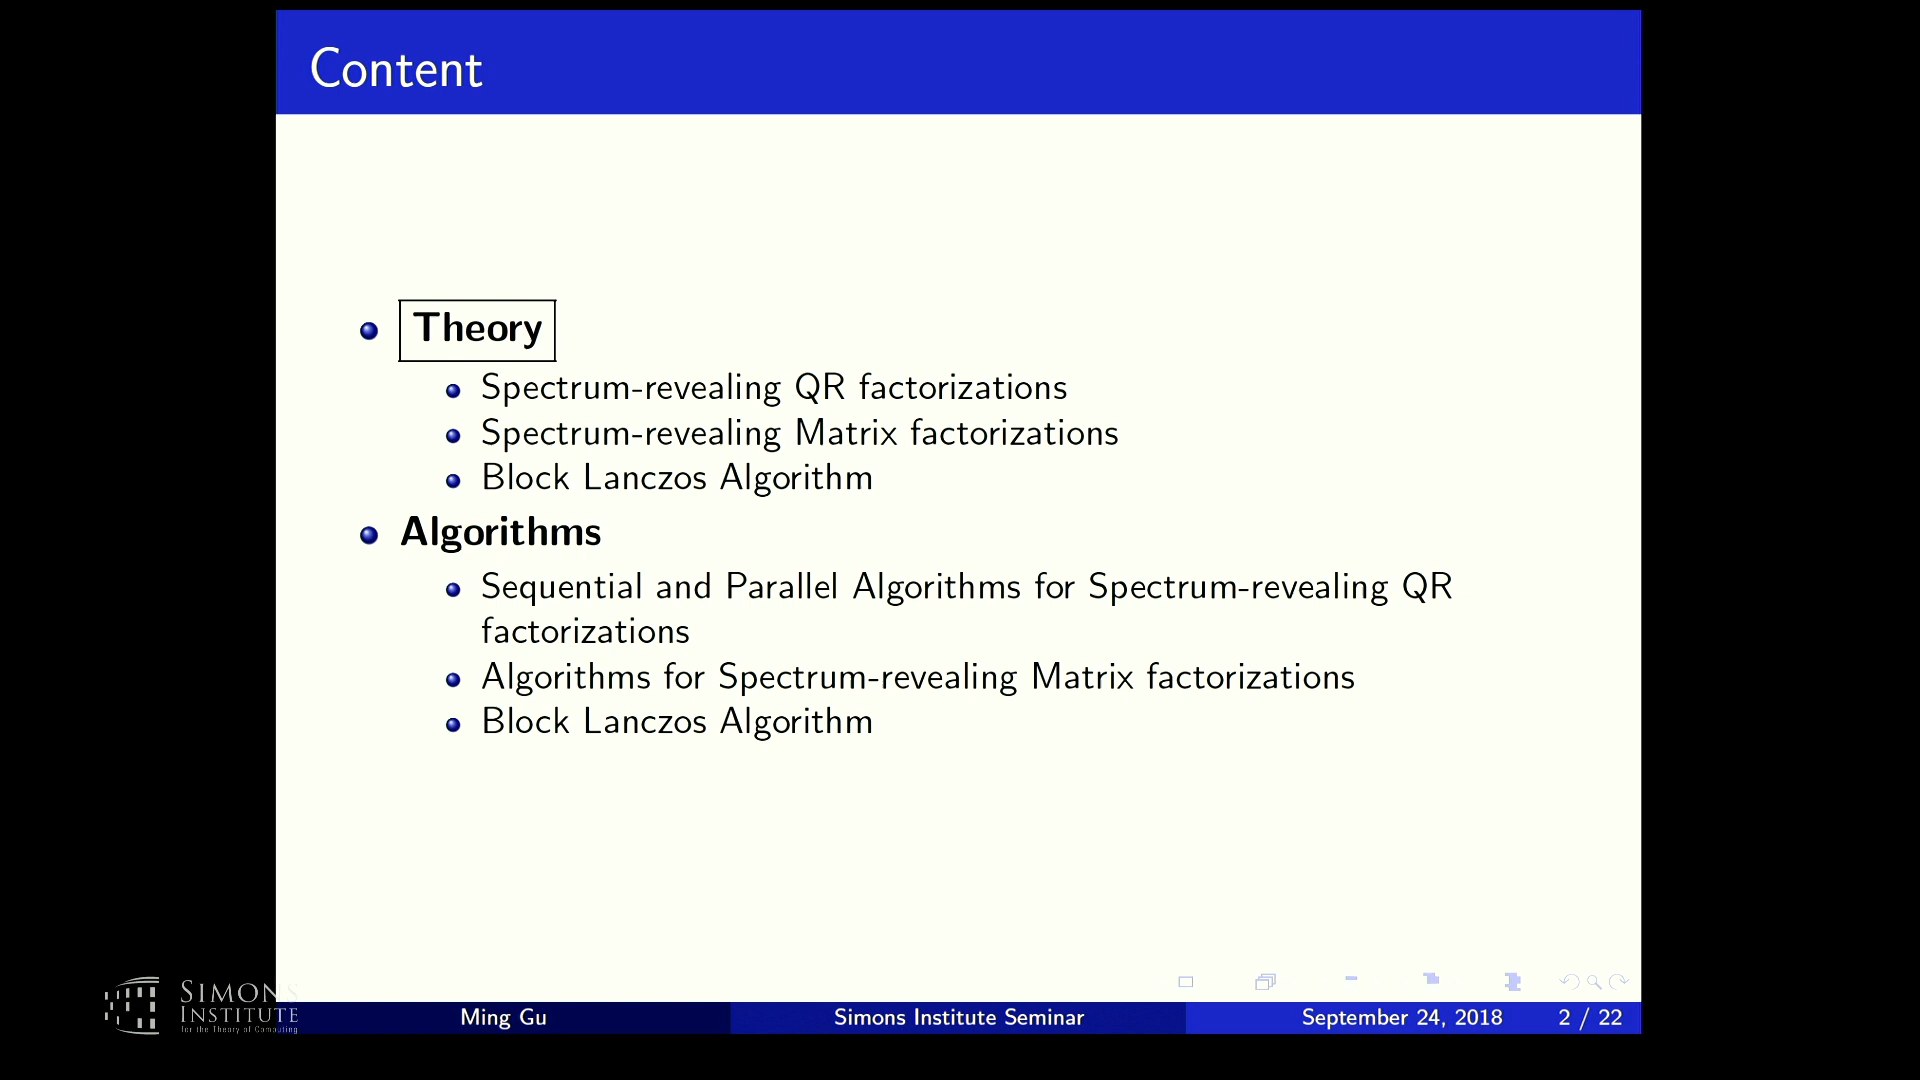 Content
Theory
Spectrum-revealing QR factorizations
Spectrum-revealing Matrix factorizations
Block Lanczos Algorithm
Algorithms
Sequential and Parallel Algorithms for Spectrum-revealing QR
factorizations
Algorithms for Spectrum-revealing Matrix factorizations
Block Lanczos Algorithm
SIMONS
INSTITUTE
for the Theory of Computing
Ming Gu
Simons Institute Seminar
September 24, 2018
2 / 22